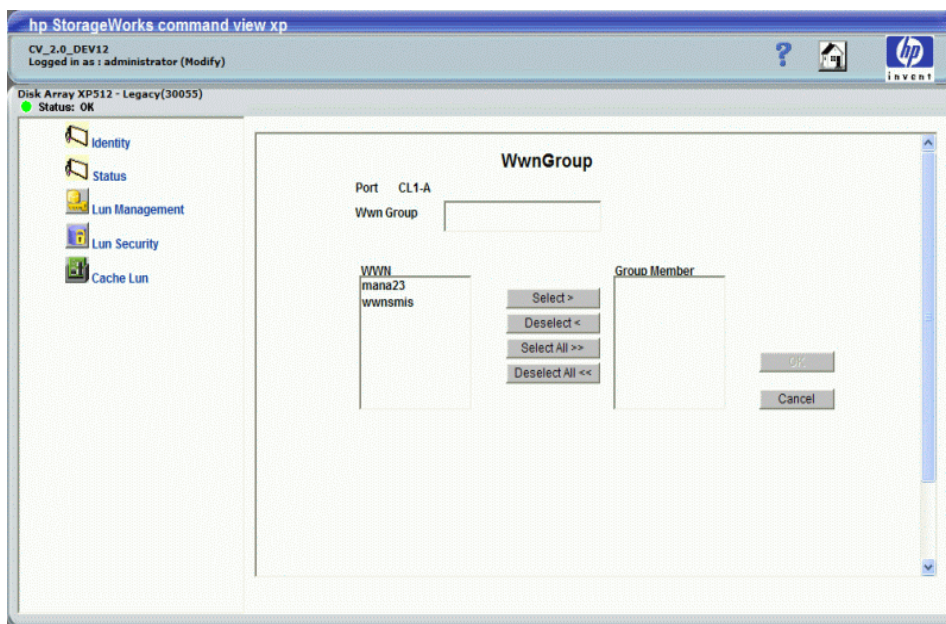 hp StorageWorks command view xp
CV_2.0_DEV12
Logged in as : administrator (Modify)
?
hp
invent
Disk Array XP512 - Legacy(30055)
Status: OK
Identity
Status
Lun Management
Lun Security
Cache Lun
WwnGroup
Port CL1-A
Wwn Group
WWN
mana23
wwnsmis
Select >
Deselect <
Select All >>
Deselect All <<
Group Member
OK
Cancel